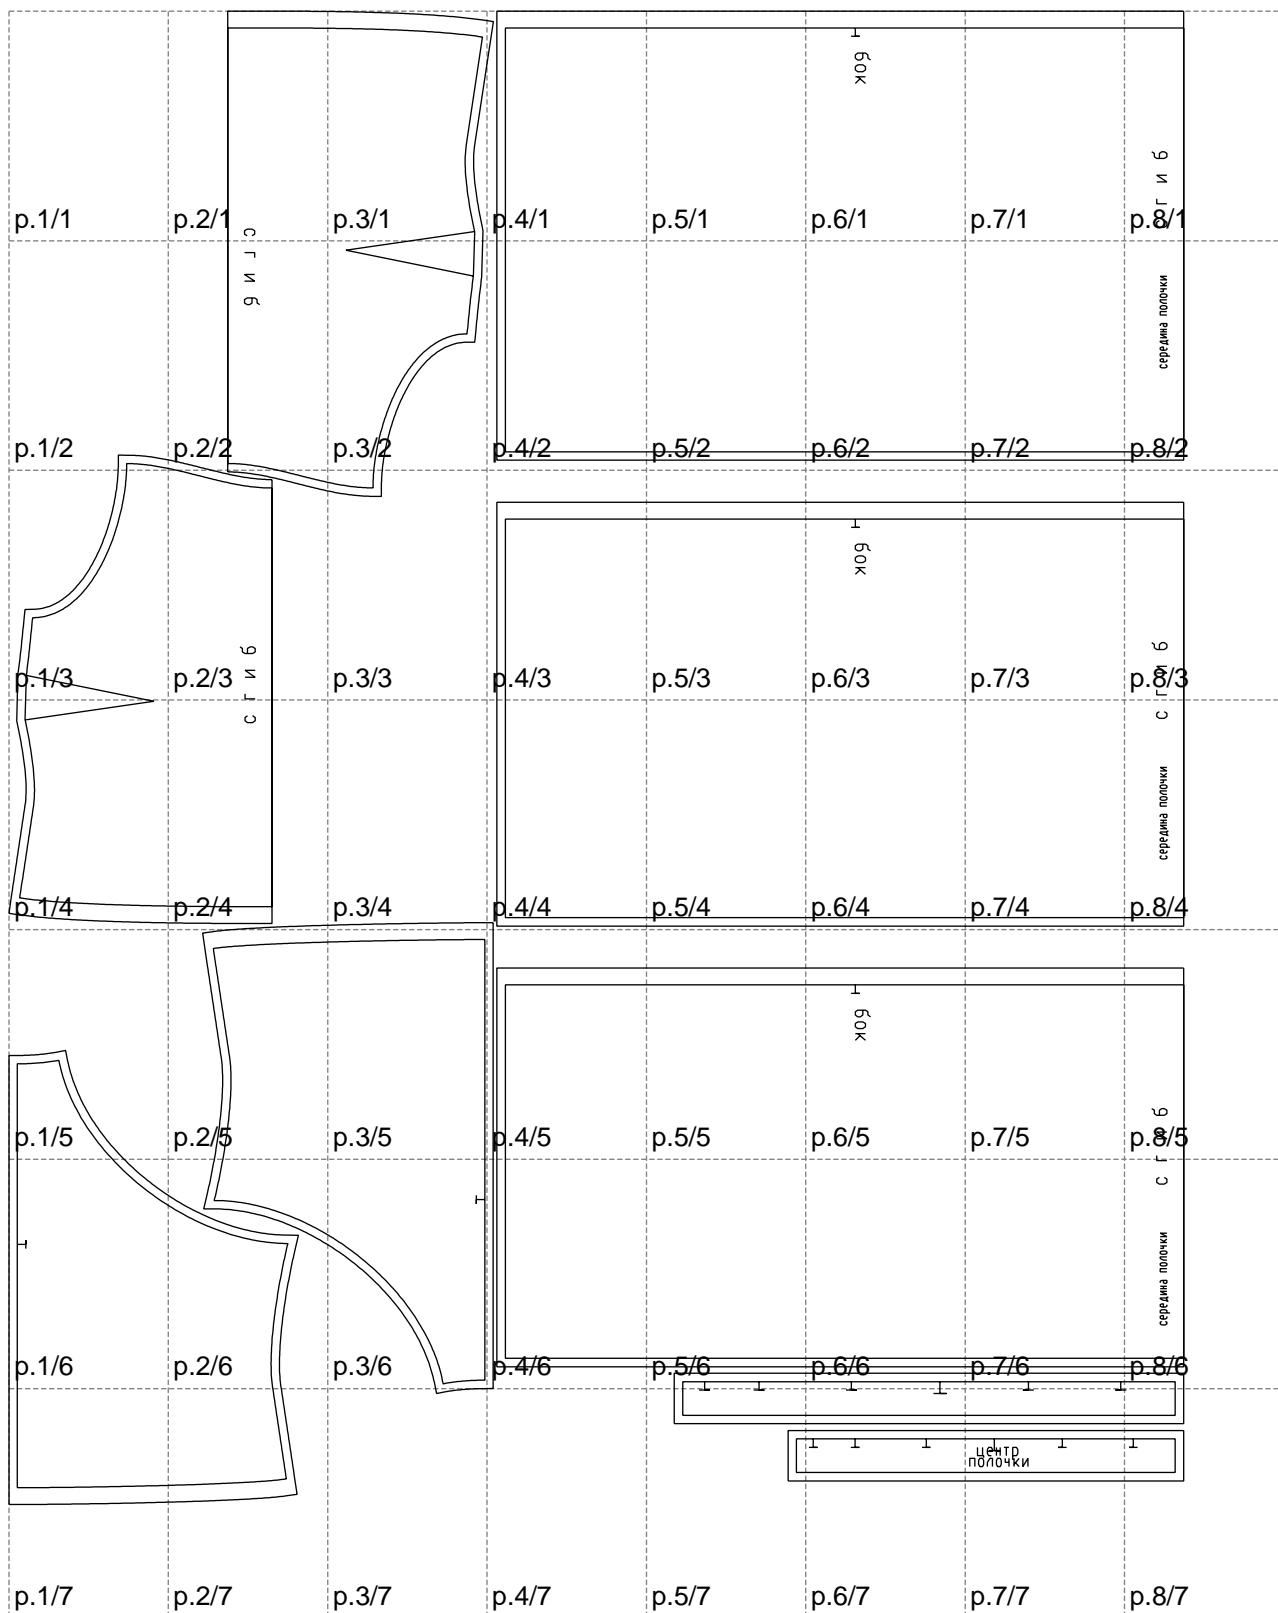 бок
сгиб
p.1/1 p.2/1 p.3/1 p.4/1 p.5/1 p.6/1 p.7/1 p.8/1
сгиб
середина полочки
p.1/2 p.2/2 p.3/2 p.4/2 p.5/2 p.6/2 p.7/2 p.8/2
бок
сгиб
сгиб
p.1/3 p.2/3 p.3/3 p.4/3 p.5/3 p.6/3 p.7/3 p.8/3
середина полочки
p.1/4 p.2/4 p.3/4 p.4/4 p.5/4 p.6/4 p.7/4 p.8/4
бок
сгиб
p.1/5 p.2/5 p.3/5 p.4/5 p.5/5 p.6/5 p.7/5 p.8/5
середина полочки
p.1/6 p.2/6 p.3/6 p.4/6 p.5/6 p.6/6 p.7/6 p.8/6
центр
полочки
p.1/7 p.2/7 p.3/7 p.4/7 p.5/7 p.6/7 p.7/7 p.8/7